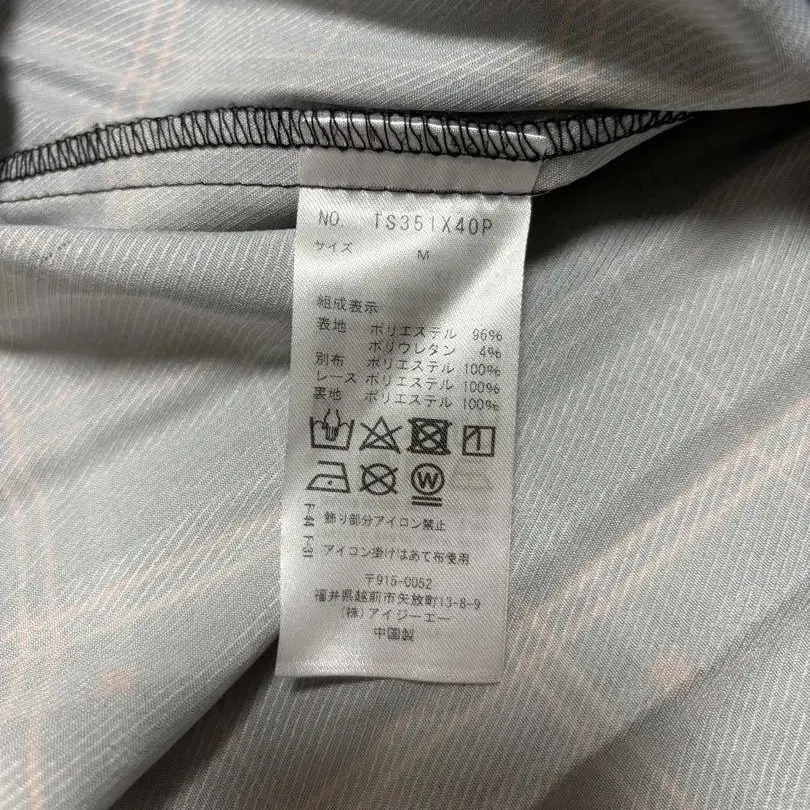 NO. TS351X40P
サイズ M
組成表示
表地 ポリエステル 96%
ポリウレタン 4%
別布 ポリエステル 100%
レース ポリエステル 100%
裏地 ポリエステル 100%
W
F-44 飾り部分アイロン禁止
F-31 アイロン掛けはあて布使用
〒915-0052
福井県越前市矢放町13-8-9
(株)アイジーエー
中国製